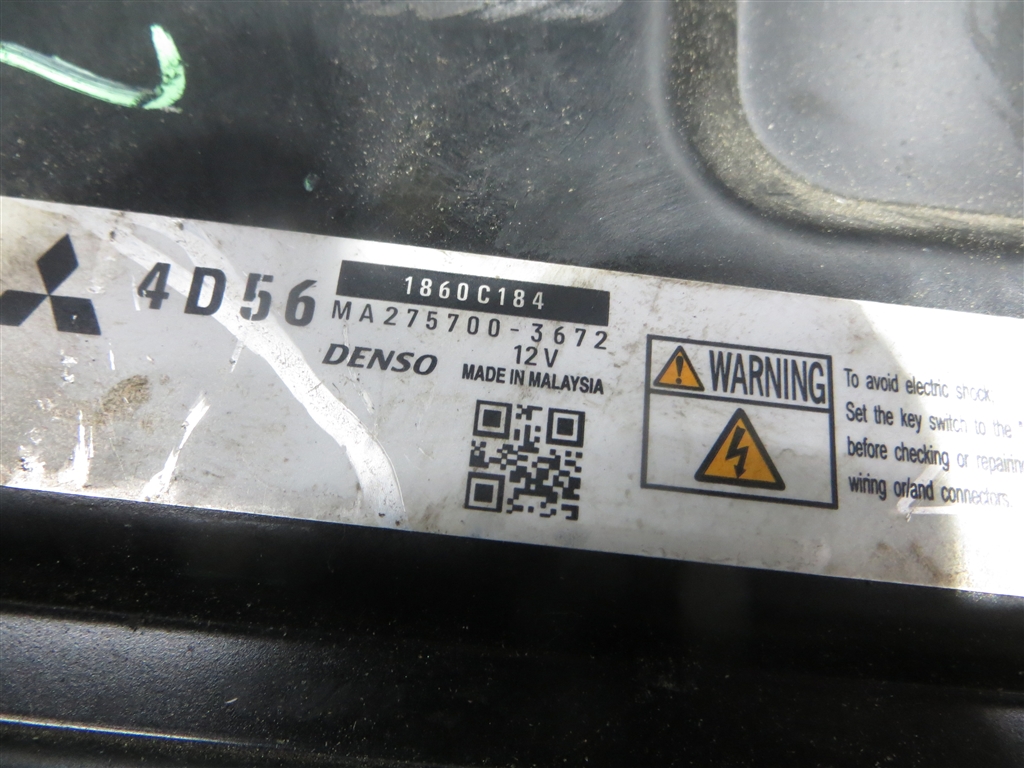 4D56
1860C184
MA275700-3672
DENSO
12V
MADE IN MALAYSIA
WARNING
To avoid electric shock,
Set the key switch to the "
before checking or repairing
wiring or/and connectors.